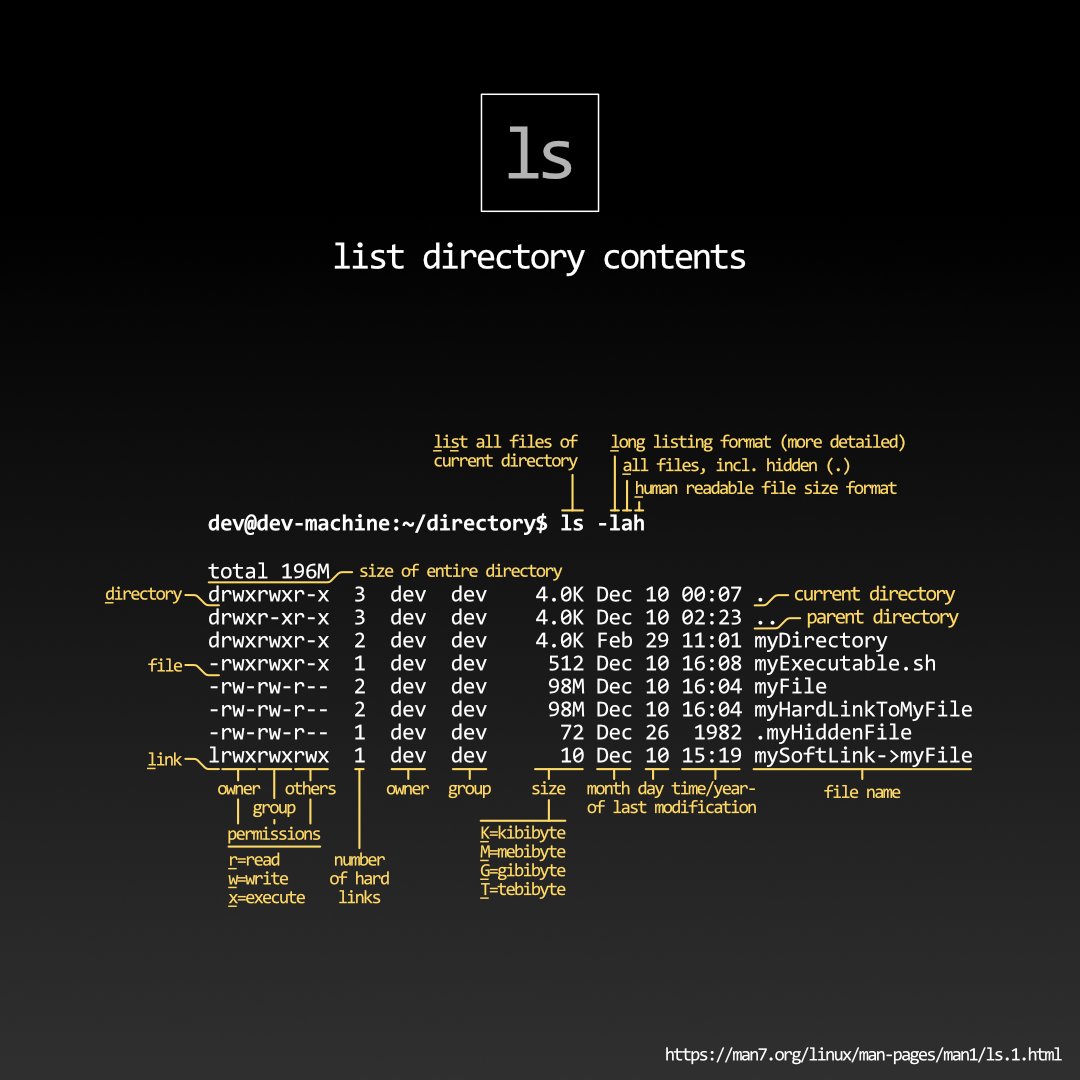 ls
list directory contents
list all files of
current directory
long listing format (more detailed)
all files, incl. hidden (.)
human readable file size format
dev@dev-machine:~/directory$ ls -lah
total 196M size of entire directory
directory drwxrwxr-x 3 dev dev 4.0K Dec 10 00:07 . current directory
drwxr-xr-x 3 dev dev 4.0K Dec 10 02:23 .. parent directory
drwxrwxr-x 2 dev dev 4.0K Feb 29 11:01 myDirectory
file -rwxrwxr-x 1 dev dev 512 Dec 10 16:08 myExecutable.sh
-rw-rw-r-- 2 dev dev 98M Dec 10 16:04 myFile
-rw-rw-r-- 2 dev dev 98M Dec 10 16:04 myHardLinkToMyFile
-rw-rw-r-- 1 dev dev 72 Dec 26 1982 .myHiddenFile
link lrwxrwxrwx 1 dev dev 10 Dec 10 15:19 mySoftLink->myFile
owner others owner group size month day time/year- file name
group of last modification
permissions
r=read
w=write
x=execute
number
of hard
links
K=kibibyte
M=mebibyte
G=gibibyte
T=tebibyte
https://man7.org/linux/man-pages/man1/ls.1.html